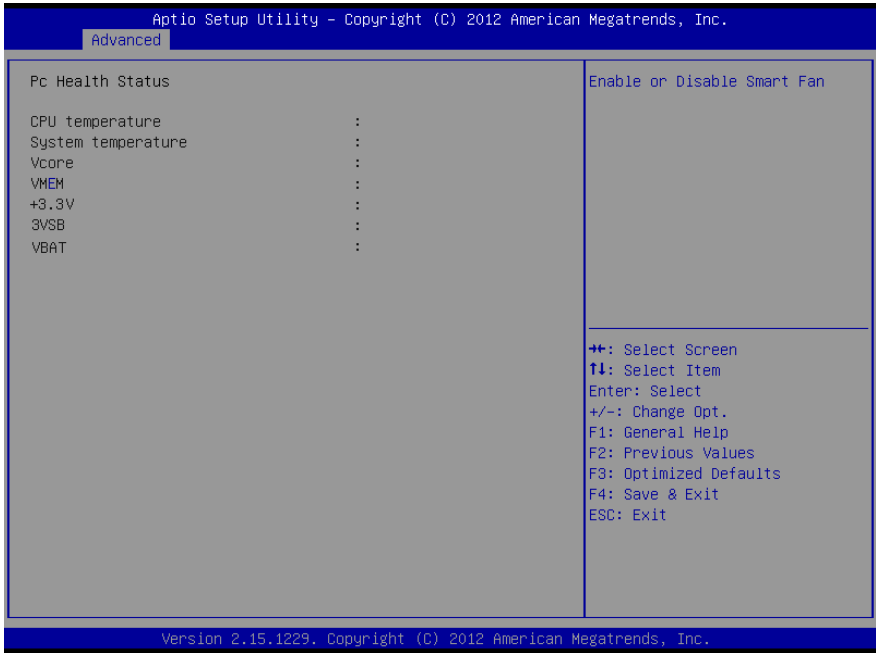 Aptio Setup Utility – Copyright (C) 2012 American Megatrends, Inc.
Advanced
Pc Health Status
CPU temperature :
System temperature :
Vcore :
VMEM :
+3.3V :
3VSB :
VBAT :
Enable or Disable Smart Fan
→←: Select Screen
↑↓: Select Item
Enter: Select
+/-: Change Opt.
F1: General Help
F2: Previous Values
F3: Optimized Defaults
F4: Save & Exit
ESC: Exit
Version 2.15.1229. Copyright (C) 2012 American Megatrends, Inc.